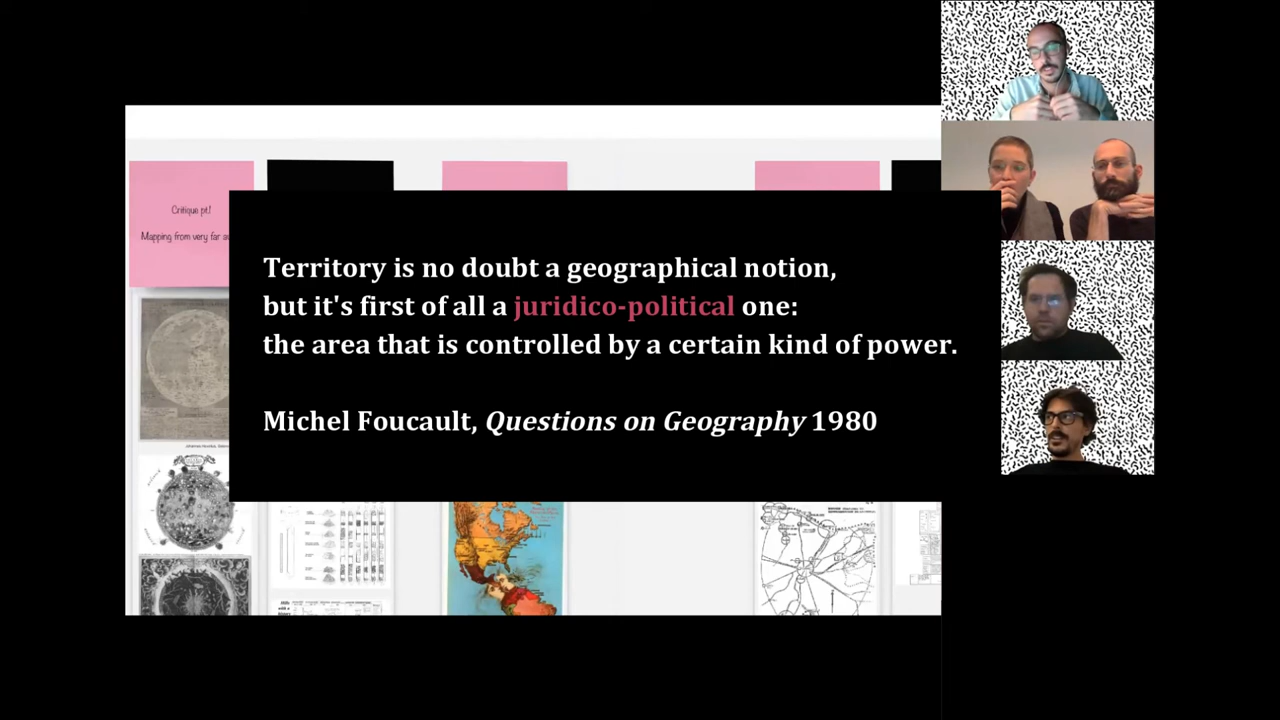 Critique pt!
Mapping from very far
Territory is no doubt a geographical notion,
but it's first of all a juridico-political one:
the area that is controlled by a certain kind of power.
Michel Foucault, Questions on Geography 1980